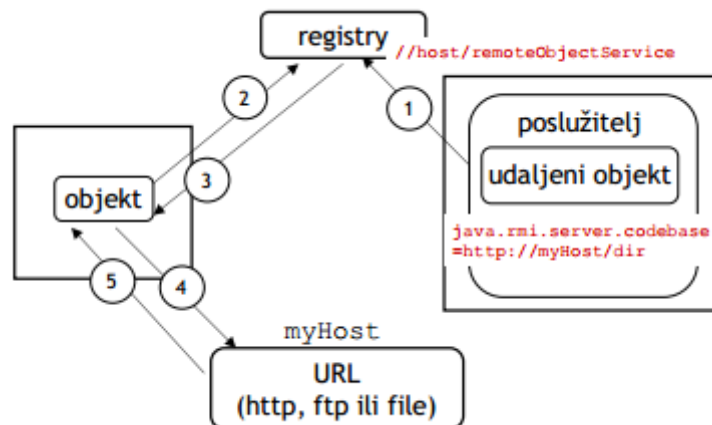 registry
//host/remoteObjectService
2
1
poslužitelj
udaljeni objekt
3
objekt
java.rmi.server.codebase
=http://myHost/dir
5
4
myHost
URL
(http, ftp ili file)